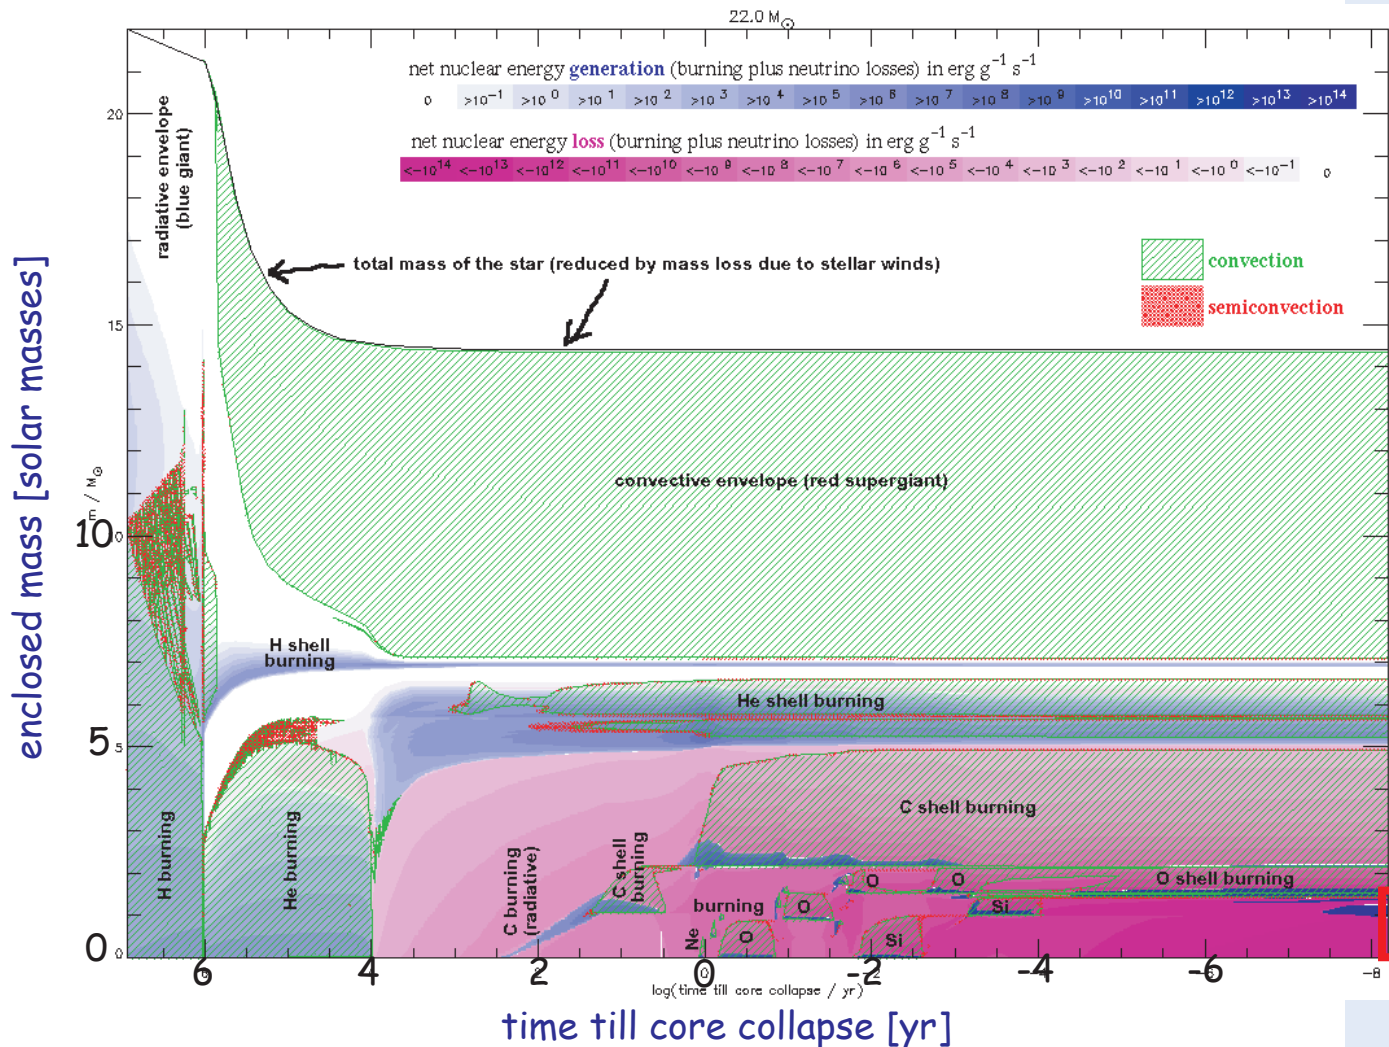 22.0 M⊙
net nuclear energy generation (burning plus neutrino losses) in erg g⁻¹ s⁻¹
0 >10⁻¹ >10⁰ >10¹ >10² >10³ >10⁴ >10⁵ >10⁶ >10⁷ >10⁸ >10⁹ >10¹⁰ >10¹¹ >10¹² >10¹³ >10¹⁴
net nuclear energy loss (burning plus neutrino losses) in erg g⁻¹ s⁻¹
<-10¹⁴ <-10¹³ <-10¹² <-10¹¹ <-10¹⁰ <-10⁹ <-10⁸ <-10⁷ <-10⁶ <-10⁵ <-10⁴ <-10³ <-10² <-10¹ <-10⁰ <-10⁻¹ 0
radiative envelope
(blue giant)
total mass of the star (reduced by mass loss due to stellar winds)
convection
semiconvection
enclosed mass [solar masses]
m / M⊙
20
15
10
0
5
5
0
0
convective envelope (red supergiant)
H shell
burning
He shell burning
C shell burning
H burning
He burning
C burning
(radiative)
C shell
burning
burning
Ne
O
O
O
O
O shell burning
Si
Si
6 4 2 0 -2 -4 -6 -8
log(time till core collapse / yr)
time till core collapse [yr]